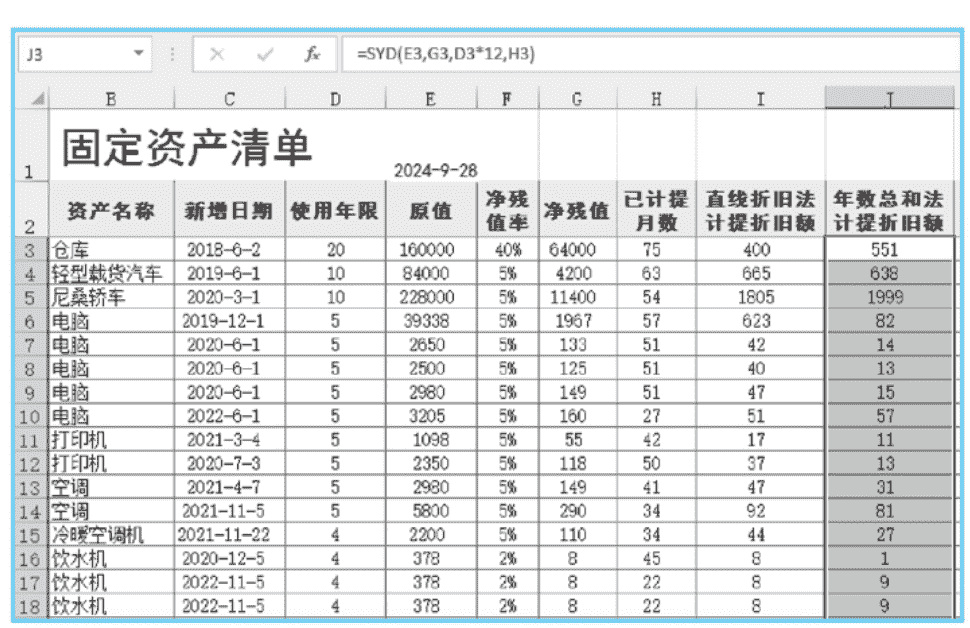 J3 fx =SYD(E3,G3,D3*12,H3)
B C D E F G H I J
1 固定资产清单 2024-9-28
2 资产名称 新增日期 使用年限 原值 净残值率 净残值 已计提月数 直线折旧法计提折旧额 年数总和法计提折旧额
3 仓库 2018-6-2 20 160000 40% 64000 75 400 551
4 轻型载货汽车 2019-6-1 10 84000 5% 4200 63 665 638
5 尼桑轿车 2020-3-1 10 228000 5% 11400 54 1805 1999
6 电脑 2019-12-1 5 39338 5% 1967 57 623 82
7 电脑 2020-6-1 5 2650 5% 133 51 42 14
8 电脑 2020-6-1 5 2500 5% 125 51 40 13
9 电脑 2020-6-1 5 2980 5% 149 51 47 15
10 电脑 2022-6-1 5 3205 5% 160 27 51 57
11 打印机 2021-3-4 5 1098 5% 55 42 17 11
12 打印机 2020-7-3 5 2350 5% 118 50 37 13
13 空调 2021-4-7 5 2980 5% 149 41 47 31
14 空调 2021-11-5 5 5800 5% 290 34 92 81
15 冷暖空调机 2021-11-22 4 2200 5% 110 34 44 27
16 饮水机 2020-12-5 4 378 2% 8 45 8 1
17 饮水机 2022-11-5 4 378 2% 8 22 8 9
18 饮水机 2022-11-5 4 378 2% 8 22 8 9